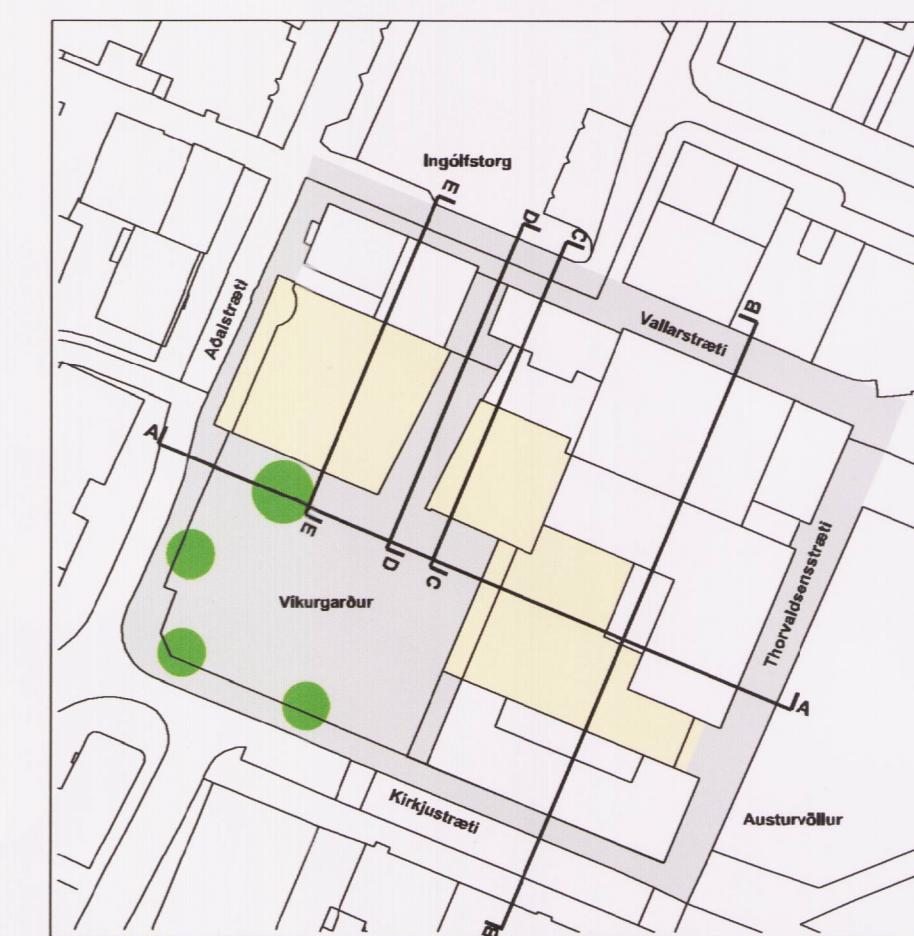 Ingólfstorg
E
D
C
B
Vallarstræti
Aðalstræti
A
E
D
C
Víkurgarður
Thorvaldsensstræti
A
Kirkjustræti
Austurvöllur
B